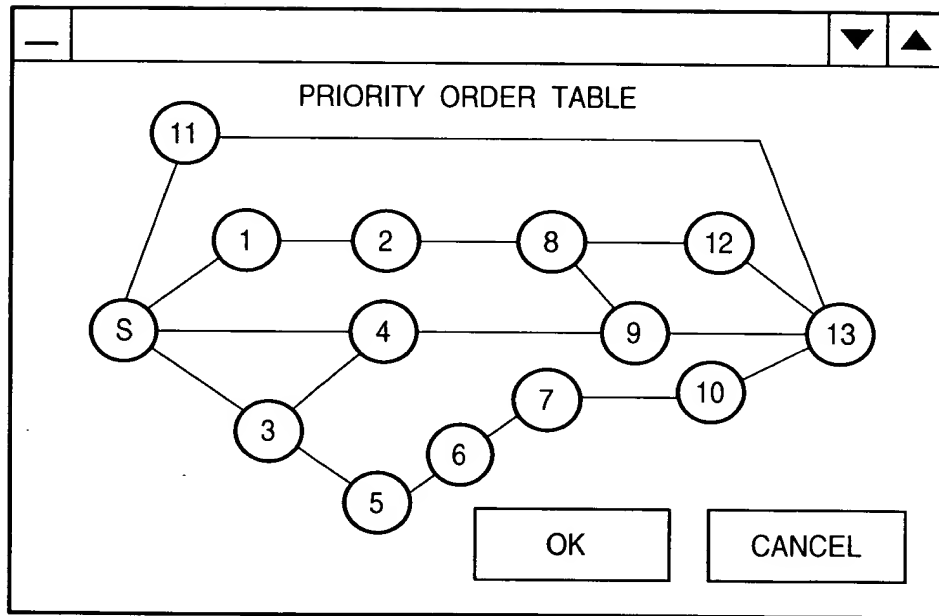 PRIORITY ORDER TABLE
11
1 2 8 12
S 4 9 13
3 7 10
6
5
OK CANCEL